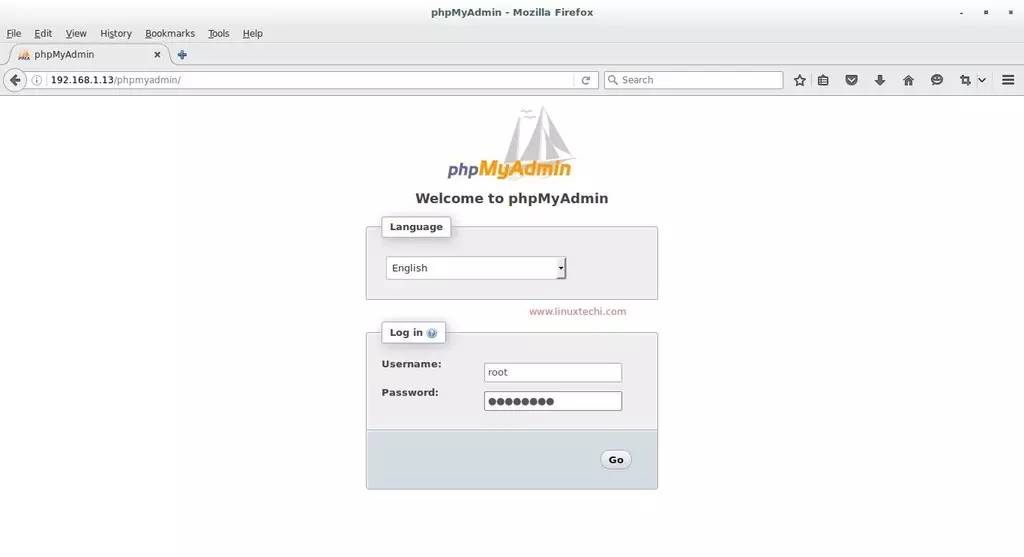 phpMyAdmin - Mozilla Firefox
File Edit View History Bookmarks Tools Help
phpMyAdmin
192.168.1.13/phpmyadmin/
Search
phpMyAdmin
Welcome to phpMyAdmin
Language
English
www.linuxtechi.com
Log in
Username:
root
Password:
Go